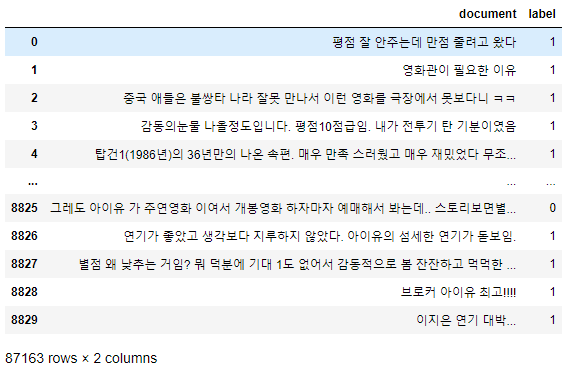 document label
0 평점 잘 안주는데 만점 줄려고 왔다 1
1 영화관이 필요한 이유 1
2 중국 애들은 불쌍타 나라 잘못 만나서 이런 영화를 극장에서 못보다니 ㅋㅋ 1
3 감동의눈물 나올정도입니다. 평점10점급임. 내가 전투기 탄 기분이였음 1
4 탑건1(1986년)의 36년만의 나온 속편. 매우 만족 스러웠고 매우 재밌었다 무조... 1
... ... ...
8825 그레도 아이유 가 주연영화 이여서 개봉영화 하자마자 예매해서 봐는데.. 스토리보면별... 0
8826 연기가 좋았고 생각보다 지루하지 않았다. 아이유의 섬세한 연기가 돋보임. 1
8827 별점 왜 낮추는 거임? 뭐 덕분에 기대 1도 없어서 감동적으로 봄 잔잔하고 먹먹한 ... 1
8828 브로커 아이유 최고!!!! 1
8829 이지은 연기 대박... 1
87163 rows × 2 columns